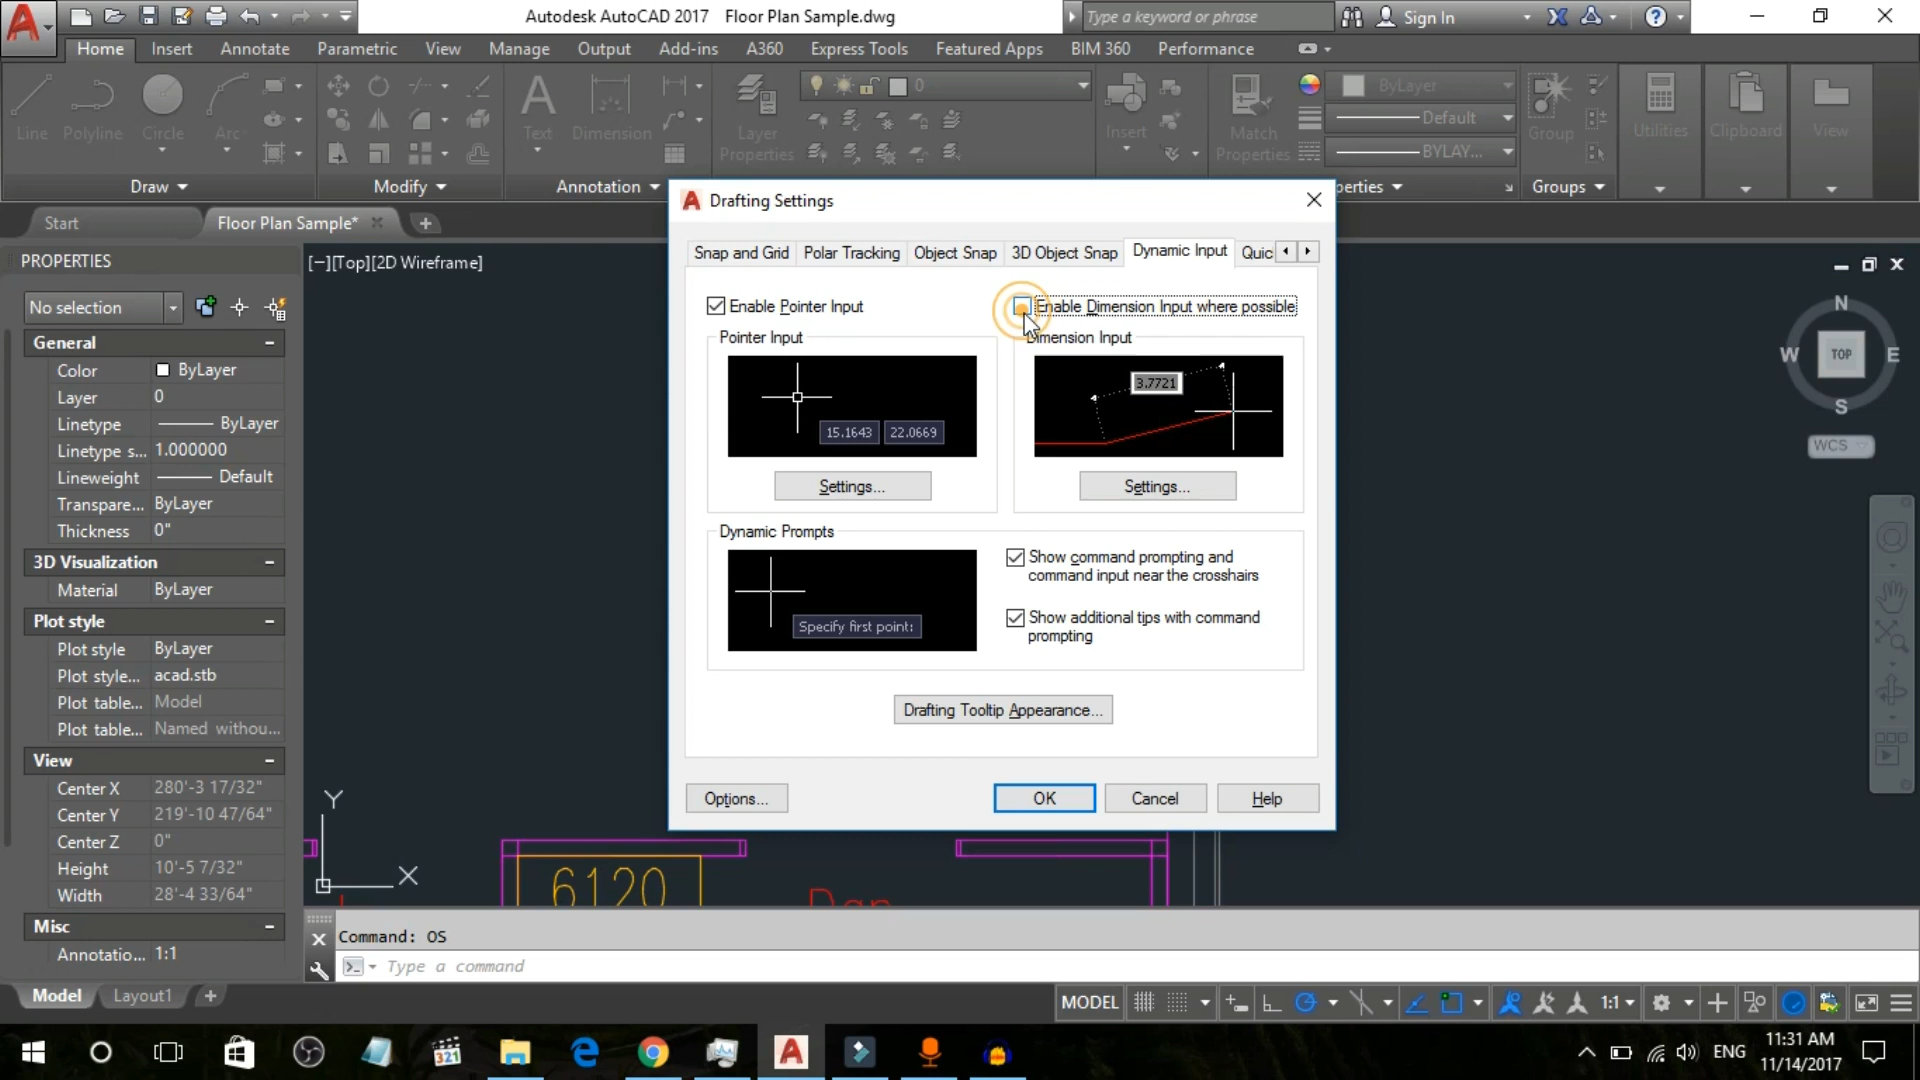 Autodesk AutoCAD 2017 Floor Plan Sample.dwg
Type a keyword or phrase
Sign In
Home Insert Annotate Parametric View Manage Output Add-ins A360 Express Tools Featured Apps BIM 360 Performance
Line Polyline Circle Arc
Text Dimension
Layer
Properties
0
Insert
Match
Properties
ByLayer
Default
BYLAY...
Group
Utilities Clipboard View
Draw Modify Annotation perties Groups
Start Floor Plan Sample*
PROPERTIES
[−][Top][2D Wireframe]
No selection
General
Color ByLayer
Layer 0
Linetype ByLayer
Linetype s... 1.000000
Lineweight Default
Transpare... ByLayer
Thickness 0"
3D Visualization
Material ByLayer
Plot style
Plot style ByLayer
Plot style... acad.stb
Plot table... Model
Plot table... Named withou...
View
Center X 280'-3 17/32"
Center Y 219'-10 47/64"
Center Z 0"
Height 10'-5 7/32"
Width 28'-4 33/64"
Misc
Annotatio... 1:1
Drafting Settings
Snap and Grid Polar Tracking Object Snap 3D Object Snap Dynamic Input Quic
Enable Pointer Input Enable Dimension Input where possible
Pointer Input Dimension Input
15.1643 22.0669
3.7721
Settings... Settings...
Dynamic Prompts
Specify first point:
Show command prompting and
command input near the crosshairs
Show additional tips with command
prompting
Drafting Tooltip Appearance...
Options... OK Cancel Help
N
W TOP E
S
WCS
Y
X
6120
Command: OS
Type a command
Model Layout1
MODEL 1:1
321
ENG
11:31 AM
11/14/2017